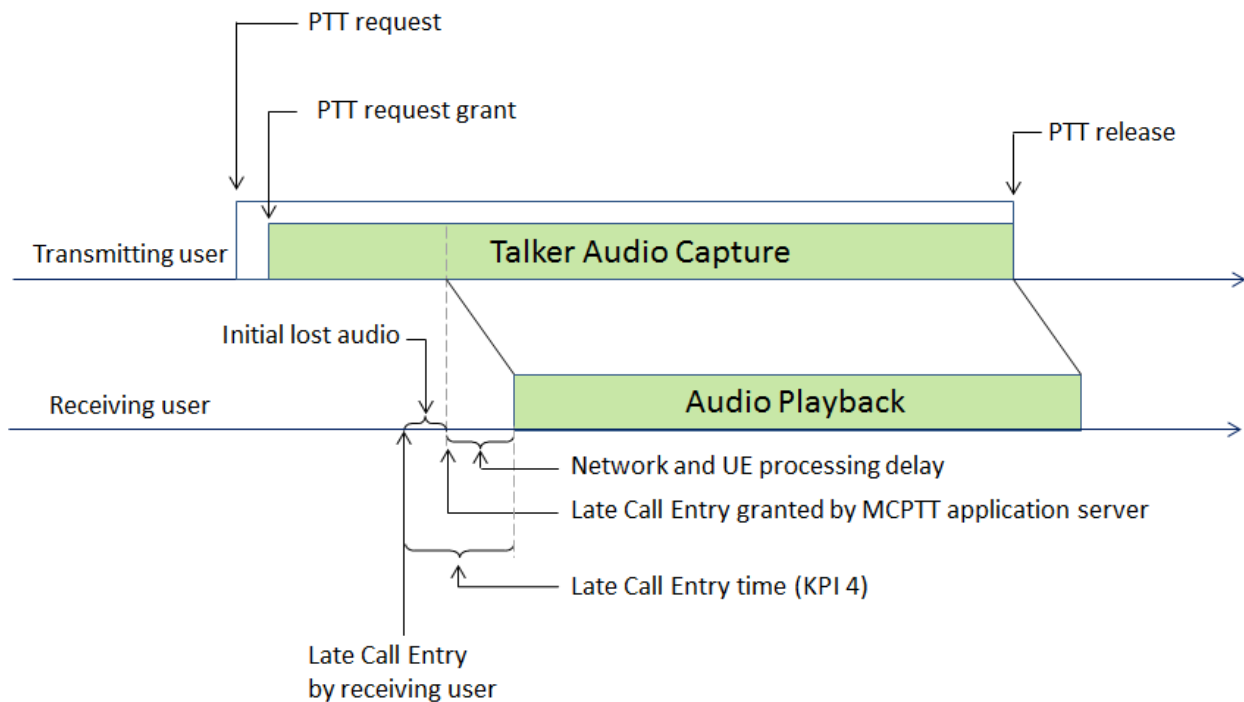 PTT request
PTT request grant
PTT release
Transmitting user
Talker Audio Capture
Initial lost audio
Receiving user
Audio Playback
Network and UE processing delay
Late Call Entry granted by MCPTT application server
Late Call Entry time (KPI 4)
Late Call Entry
by receiving user